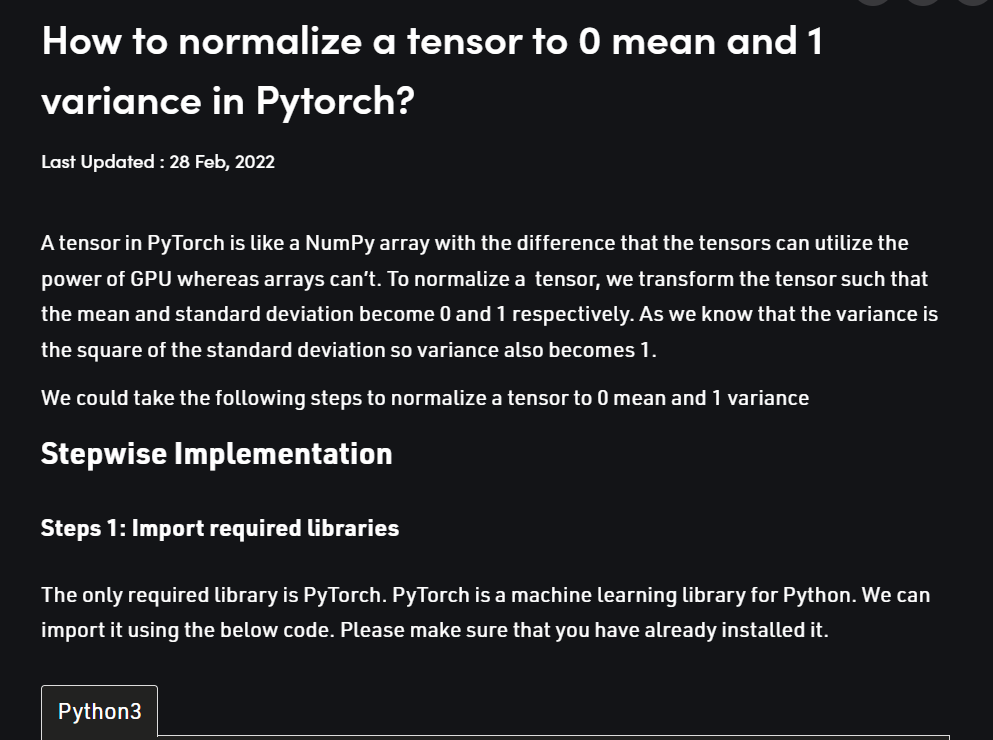 How to normalize a tensor to 0 mean and 1
variance in Pytorch?
Last Updated : 28 Feb, 2022
A tensor in PyTorch is like a NumPy array with the difference that the tensors can utilize the
power of GPU whereas arrays can’t. To normalize a  tensor, we transform the tensor such that
the mean and standard deviation become 0 and 1 respectively. As we know that the variance is
the square of the standard deviation so variance also becomes 1.
We could take the following steps to normalize a tensor to 0 mean and 1 variance
Stepwise Implementation
Steps 1: Import required libraries
The only required library is PyTorch. PyTorch is a machine learning library for Python. We can
import it using the below code. Please make sure that you have already installed it.
Python3